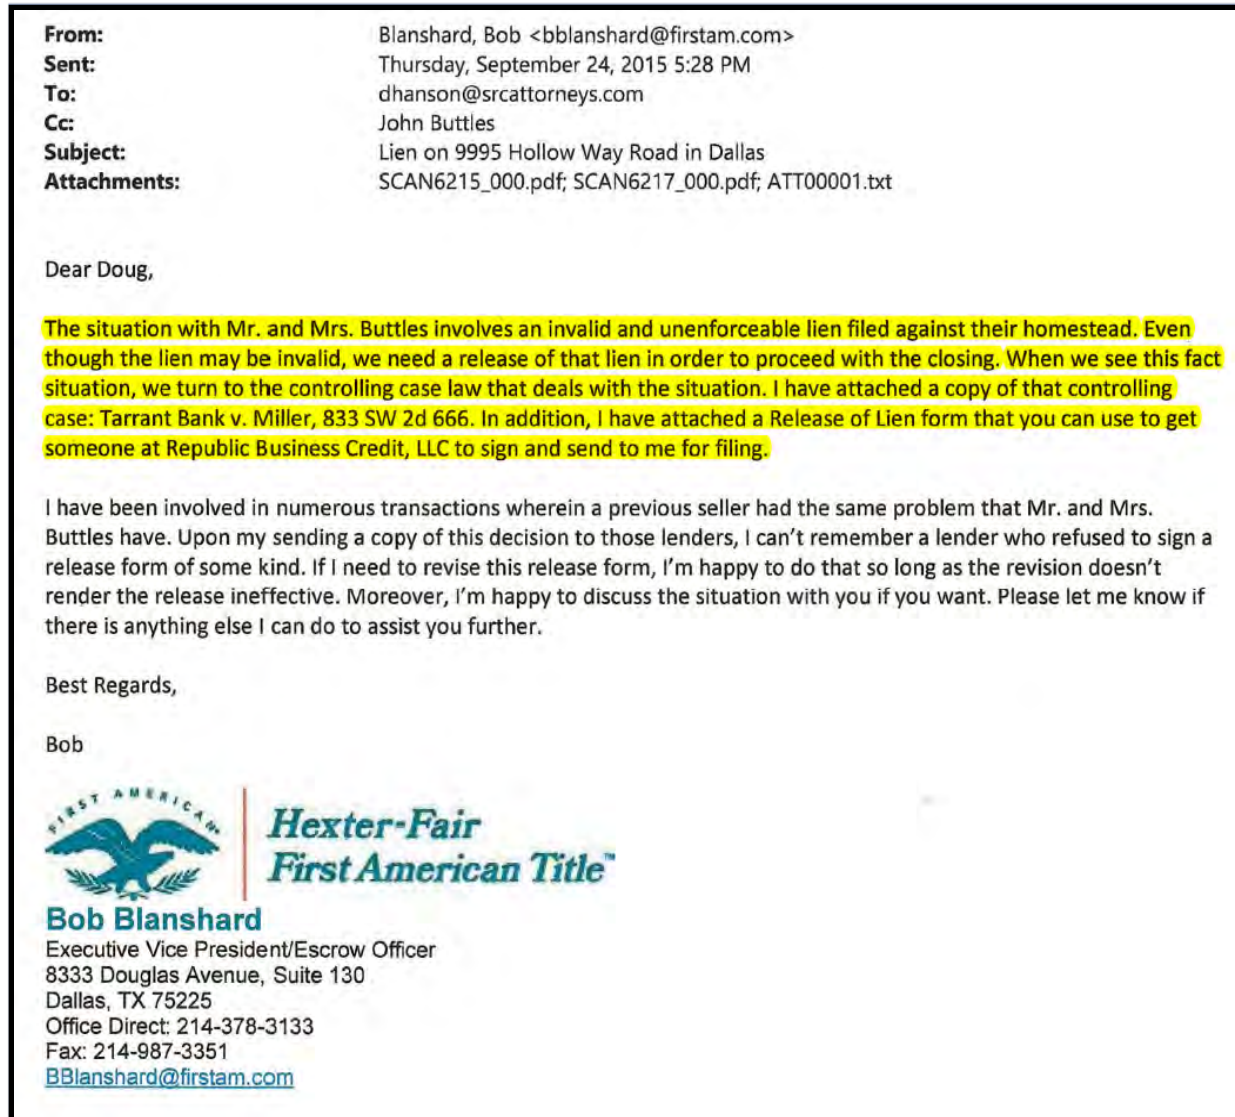 From: Blanshard, Bob <bblanshard@firstam.com>
Sent: Thursday, September 24, 2015 5:28 PM
To: dhanson@srcattorneys.com
Cc: John Buttles
Subject: Lien on 9995 Hollow Way Road in Dallas
Attachments: SCAN6215_000.pdf; SCAN6217_000.pdf; ATT00001.txt
Dear Doug,
The situation with Mr. and Mrs. Buttles involves an invalid and unenforceable lien filed against their homestead. Even
though the lien may be invalid, we need a release of that lien in order to proceed with the closing. When we see this fact
situation, we turn to the controlling case law that deals with the situation. I have attached a copy of that controlling
case: Tarrant Bank v. Miller, 833 SW 2d 666. In addition, I have attached a Release of Lien form that you can use to get
someone at Republic Business Credit, LLC to sign and send to me for filing.
I have been involved in numerous transactions wherein a previous seller had the same problem that Mr. and Mrs.
Buttles have. Upon my sending a copy of this decision to those lenders, I can't remember a lender who refused to sign a
release form of some kind. If I need to revise this release form, I'm happy to do that so long as the revision doesn't
render the release ineffective. Moreover, I'm happy to discuss the situation with you if you want. Please let me know if
there is anything else I can do to assist you further.
Best Regards,
Bob
FIRST AMERICAN
Hexter-Fair
First American Title™
Bob Blanshard
Executive Vice President/Escrow Officer
8333 Douglas Avenue, Suite 130
Dallas, TX 75225
Office Direct: 214-378-3133
Fax: 214-987-3351
BBlanshard@firstam.com